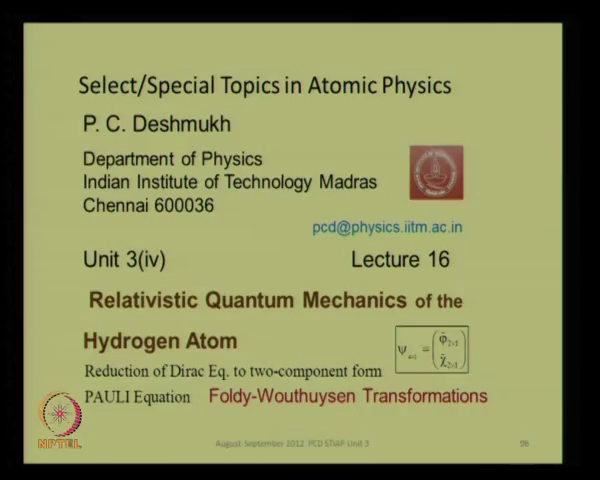 Select/Special Topics in Atomic Physics
P. C. Deshmukh
Department of Physics
Indian Institute of Technology Madras
Chennai 600036
pcd@physics.iitm.ac.in
Unit 3(iv) Lecture 16
Relativistic Quantum Mechanics of the
Hydrogen Atom
Reduction of Dirac Eq. to two-component form
PAULI Equation Foldy-Wouthuysen Transformations
NPTEL
August-September 2012 PCD STiAP Unit 3